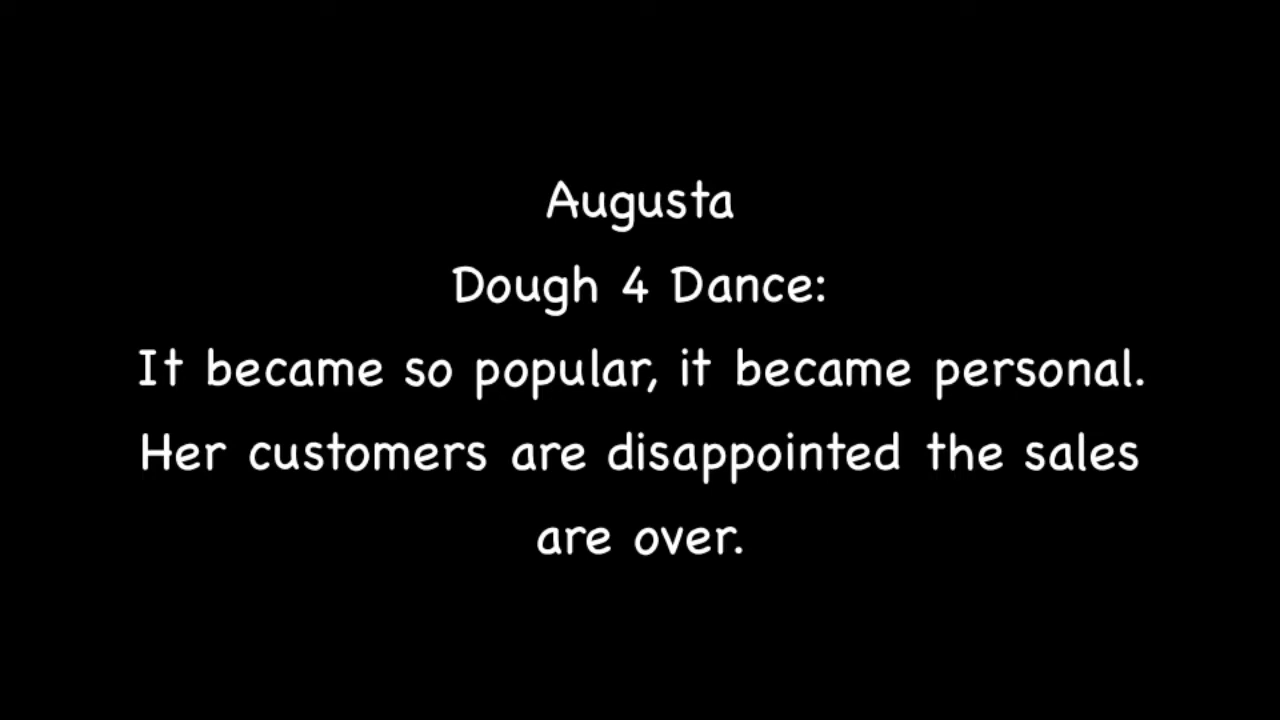 Augusta
Dough 4 Dance:
It became so popular, it became personal.
Her customers are disappointed the sales
are over.